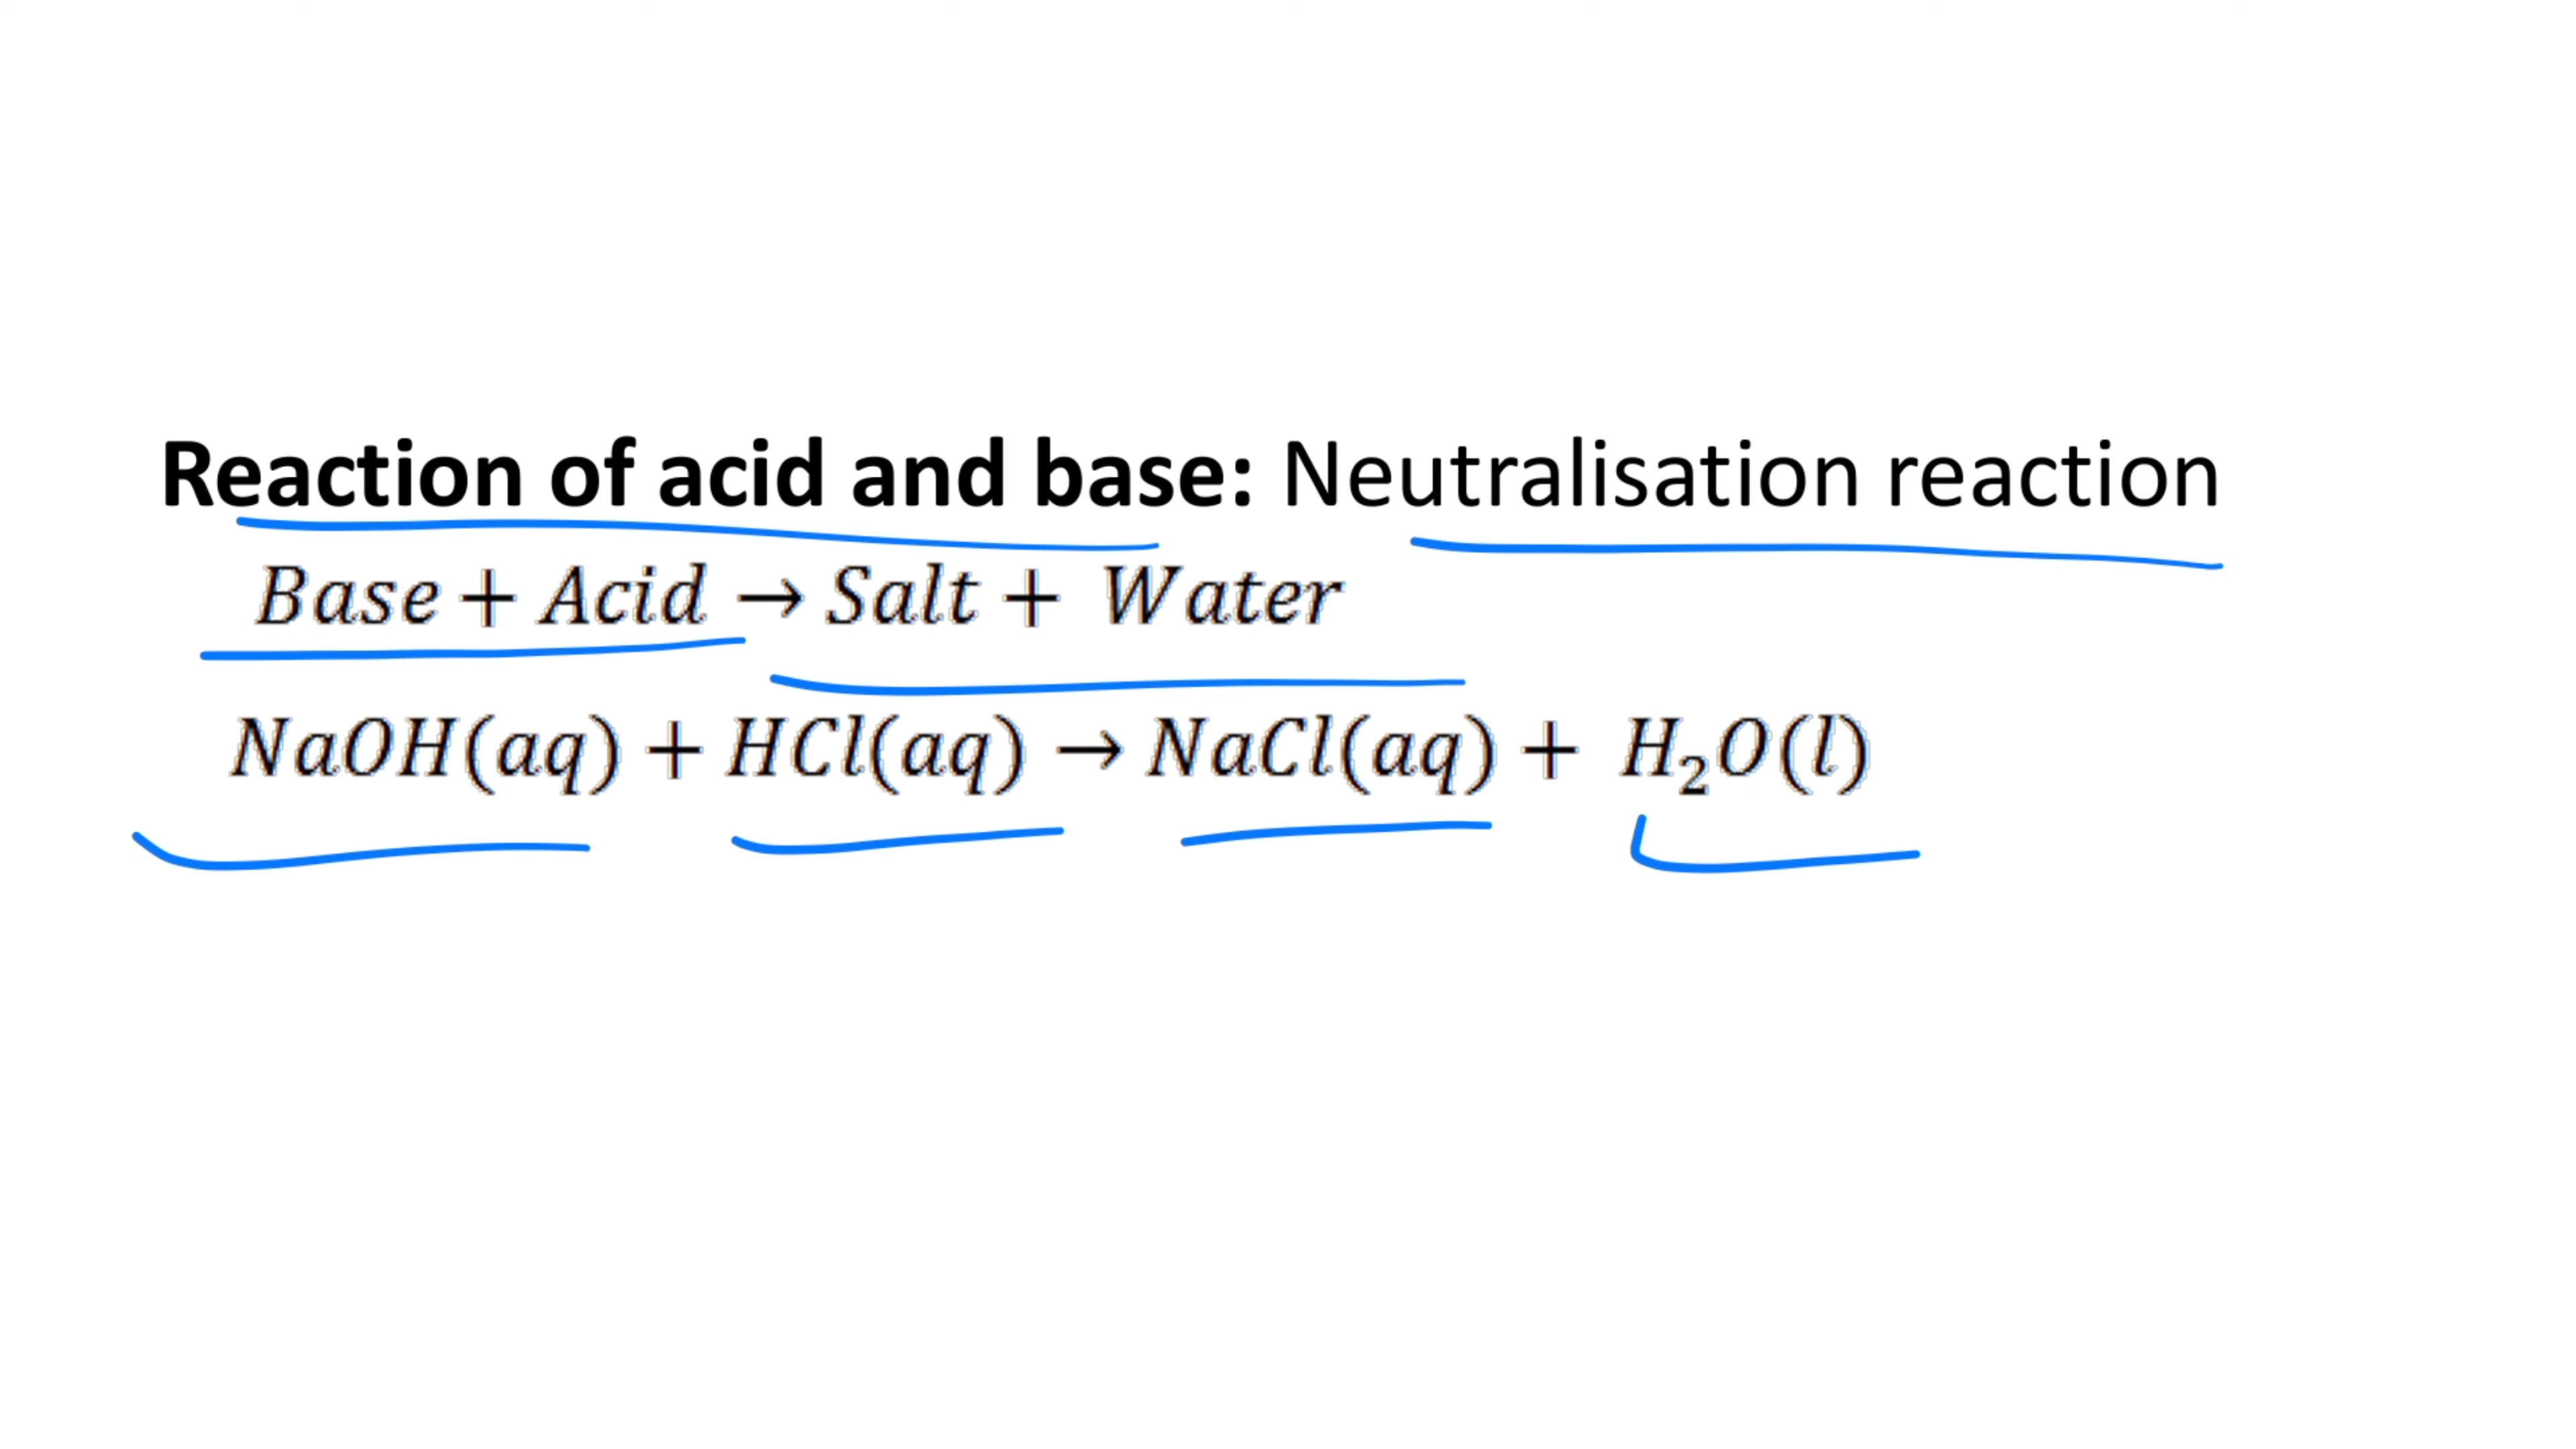 Reaction of acid and base: Neutralisation reaction
Base + Acid → Salt + Water
NaOH(aq) + HCl(aq) → NaCl(aq) + H₂O(l)